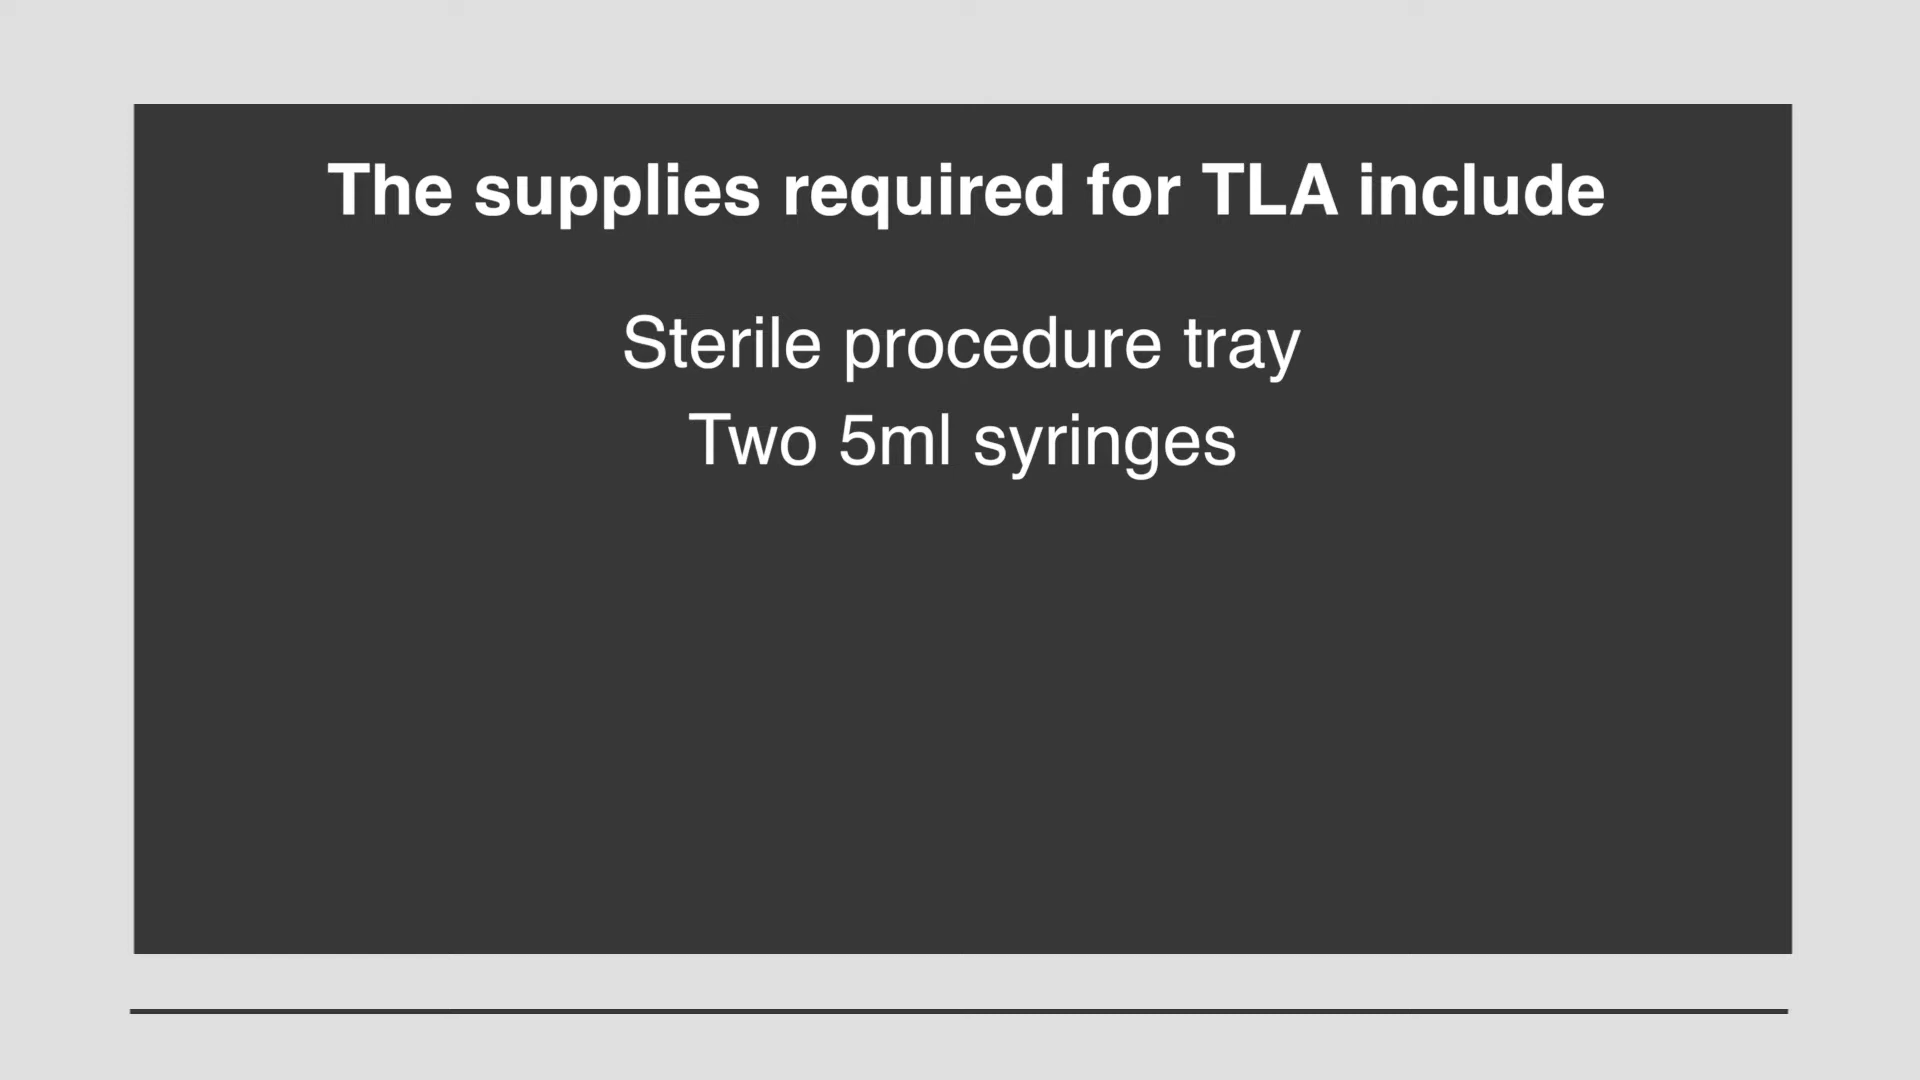 The supplies required for TLA include
Sterile procedure tray
Two 5ml syringes